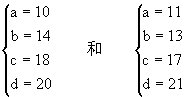 a = 10
b = 14
c = 18
d = 20
和
a = 11
b = 13
c = 17
d = 21